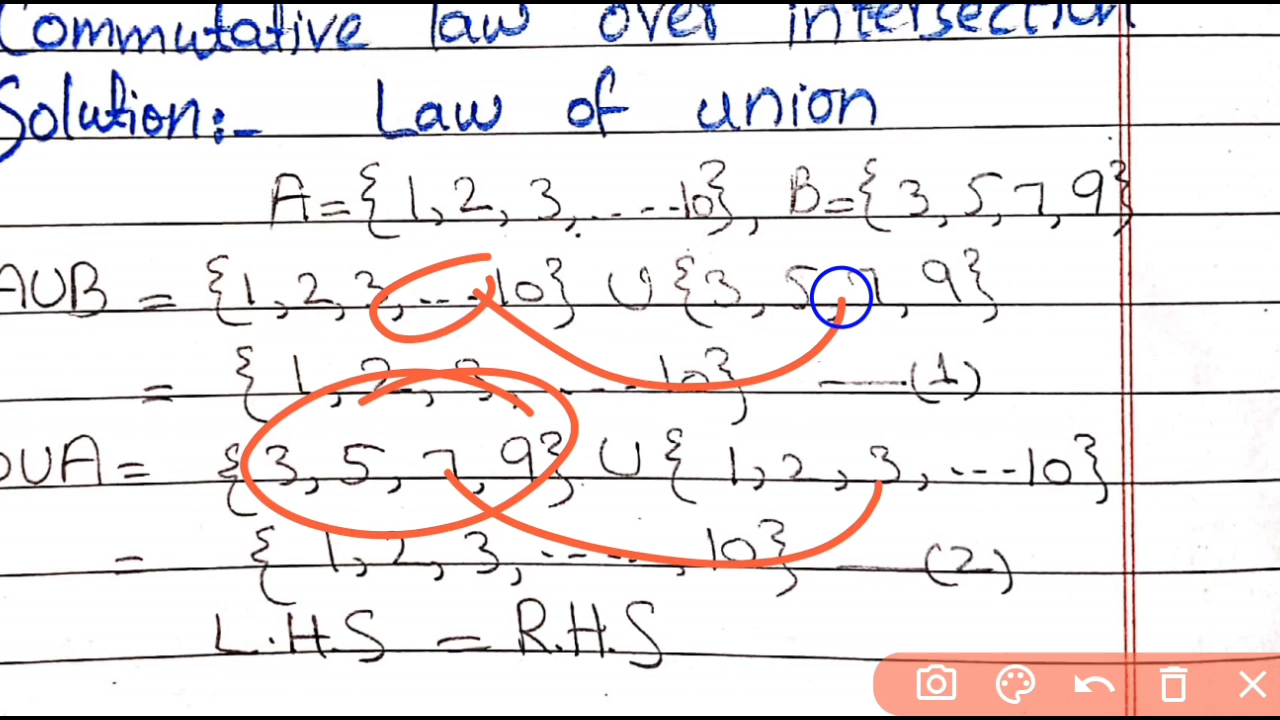 Commutative law over intersection
Solution:- Law of union
A={1,2,3,.....10}, B={3,5,7,9}
AUB = {1,2,3,....10} U {3,5,7,9}
= {1,2,3,.....10} —(1)
BUA = {3,5,7,9} U {1,2,3,....10}
= {1,2,3,.....,10} —(2)
L.H.S = R.H.S